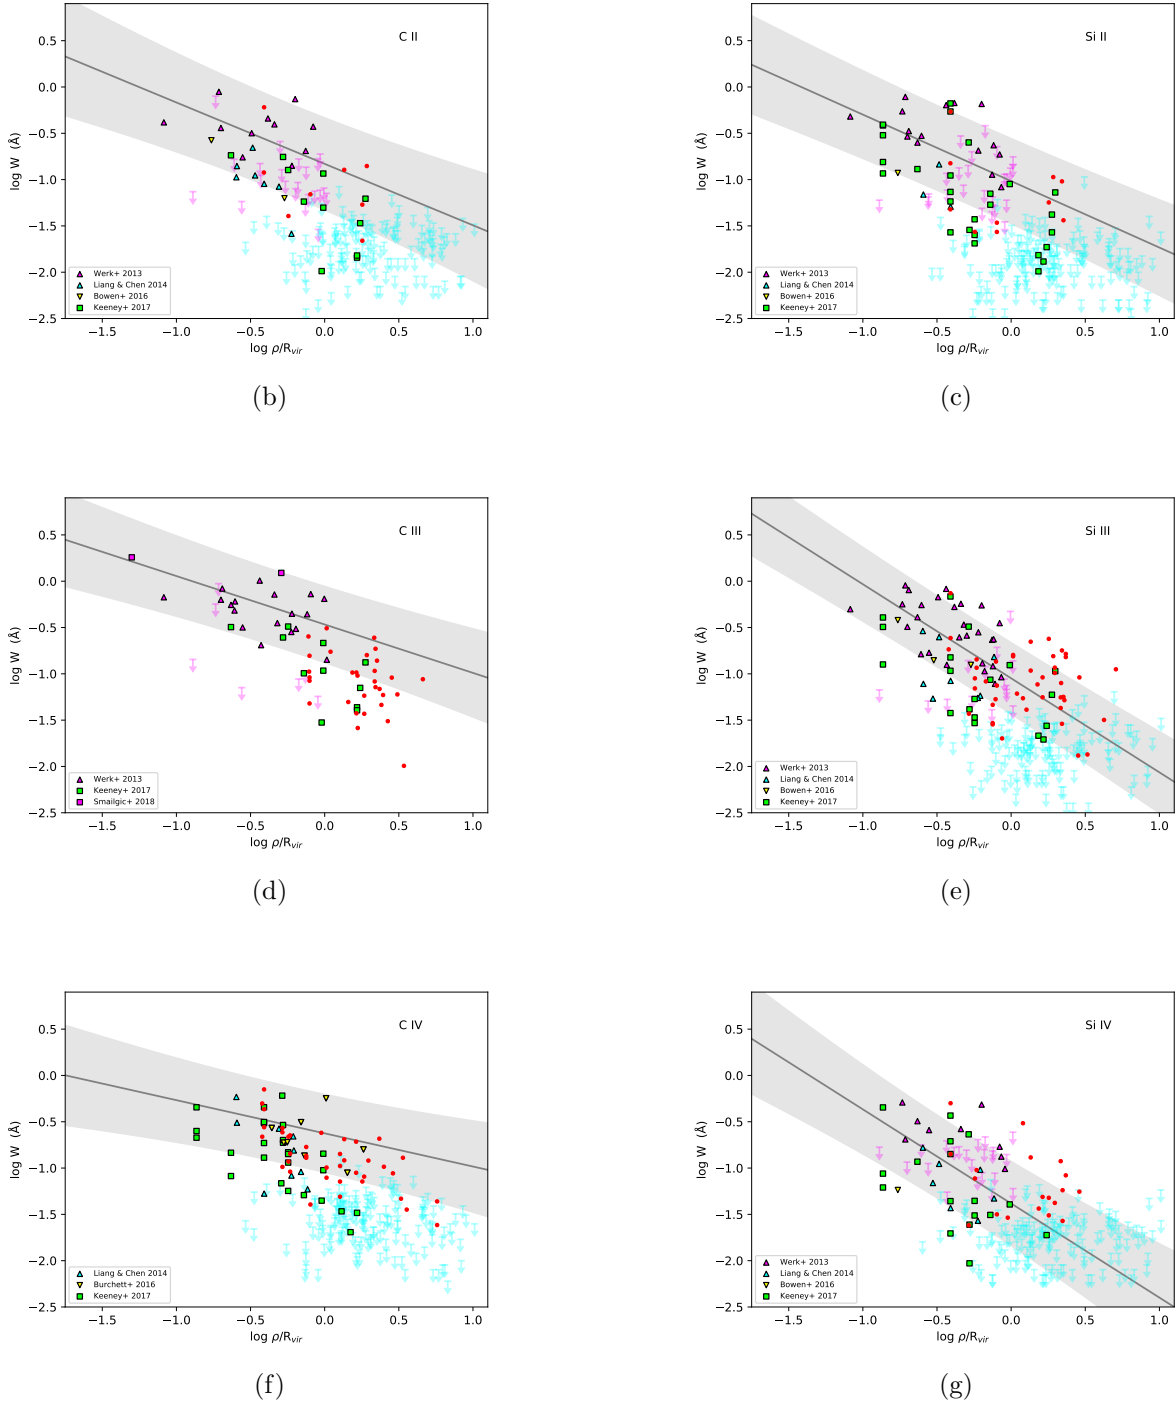 0.5
0.0
−0.5
−1.0
−1.5
−2.0
−2.5
log W (Å)
C II
Werk+ 2013
Liang & Chen 2014
Bowen+ 2016
Keeney+ 2017
−1.5 −1.0 −0.5 0.0 0.5 1.0
log ρ/Rvir
(b)
0.5
0.0
−0.5
−1.0
−1.5
−2.0
−2.5
log W (Å)
Si II
Werk+ 2013
Liang & Chen 2014
Bowen+ 2016
Keeney+ 2017
−1.5 −1.0 −0.5 0.0 0.5 1.0
log ρ/Rvir
(c)
0.5
0.0
−0.5
−1.0
−1.5
−2.0
−2.5
log W (Å)
C III
Werk+ 2013
Keeney+ 2017
Smailgic+ 2018
−1.5 −1.0 −0.5 0.0 0.5 1.0
log ρ/Rvir
(d)
0.5
0.0
−0.5
−1.0
−1.5
−2.0
−2.5
log W (Å)
Si III
Werk+ 2013
Liang & Chen 2014
Bowen+ 2016
Keeney+ 2017
−1.5 −1.0 −0.5 0.0 0.5 1.0
log ρ/Rvir
(e)
0.5
0.0
−0.5
−1.0
−1.5
−2.0
−2.5
log W (Å)
C IV
Liang & Chen 2014
Burchett+ 2016
Keeney+ 2017
−1.5 −1.0 −0.5 0.0 0.5 1.0
log ρ/Rvir
(f)
0.5
0.0
−0.5
−1.0
−1.5
−2.0
−2.5
log W (Å)
Si IV
Werk+ 2013
Liang & Chen 2014
Bowen+ 2016
Keeney+ 2017
−1.5 −1.0 −0.5 0.0 0.5 1.0
log ρ/Rvir
(g)